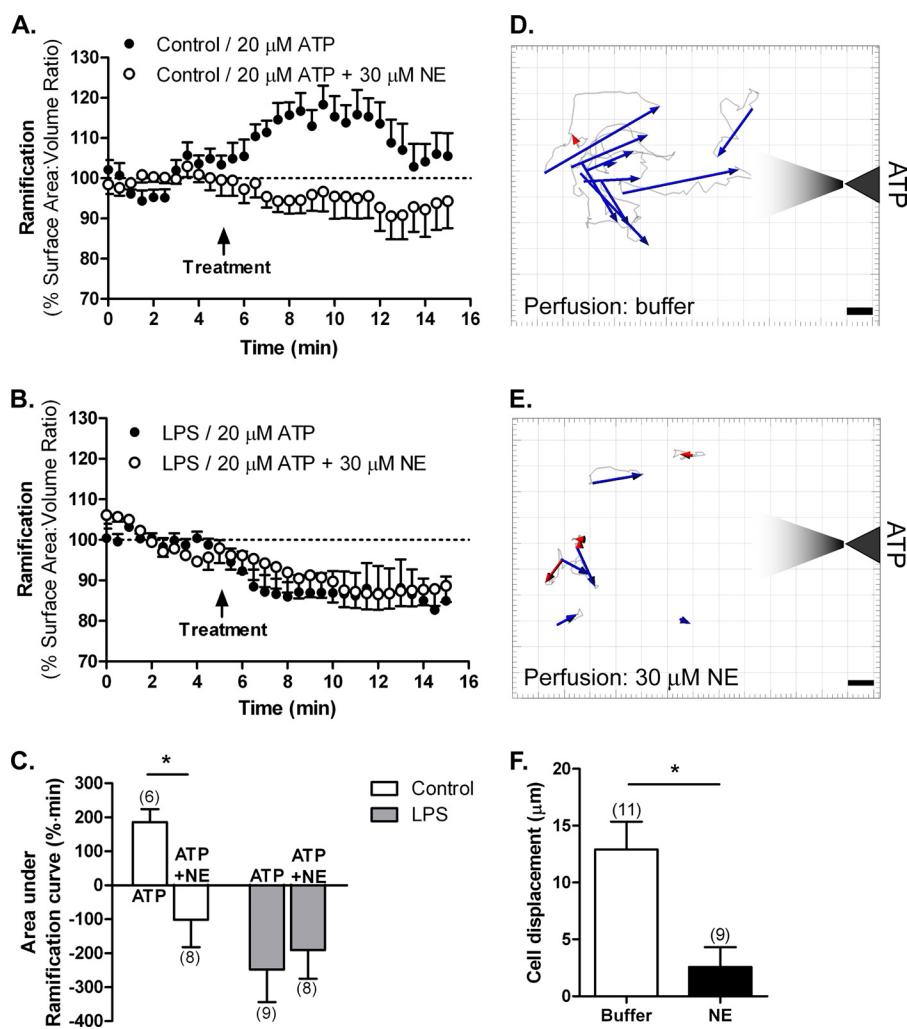 A.
Control / 20 μM ATP
Control / 20 μM ATP + 30 μM NE
Ramification
(% Surface Area:Volume Ratio)
130
120
110
100
90
80
70
Treatment
0 2 4 6 8 10 12 14 16
Time (min)
B.
LPS / 20 μM ATP
LPS / 20 μM ATP + 30 μM NE
Ramification
(% Surface Area:Volume Ratio)
130
120
110
100
90
80
70
Treatment
0 2 4 6 8 10 12 14 16
Time (min)
C.
Area under
Ramification curve (%·min)
300
200
100
0
-100
-200
-300
-400
*
(6)
ATP
ATP
+NE
(8)
ATP
(9)
ATP
+NE
(8)
Control
LPS
D.
ATP
Perfusion: buffer
E.
ATP
Perfusion: 30 μM NE
F.
Cell displacement (μm)
20
15
10
5
0
*
(11)
(9)
Buffer NE